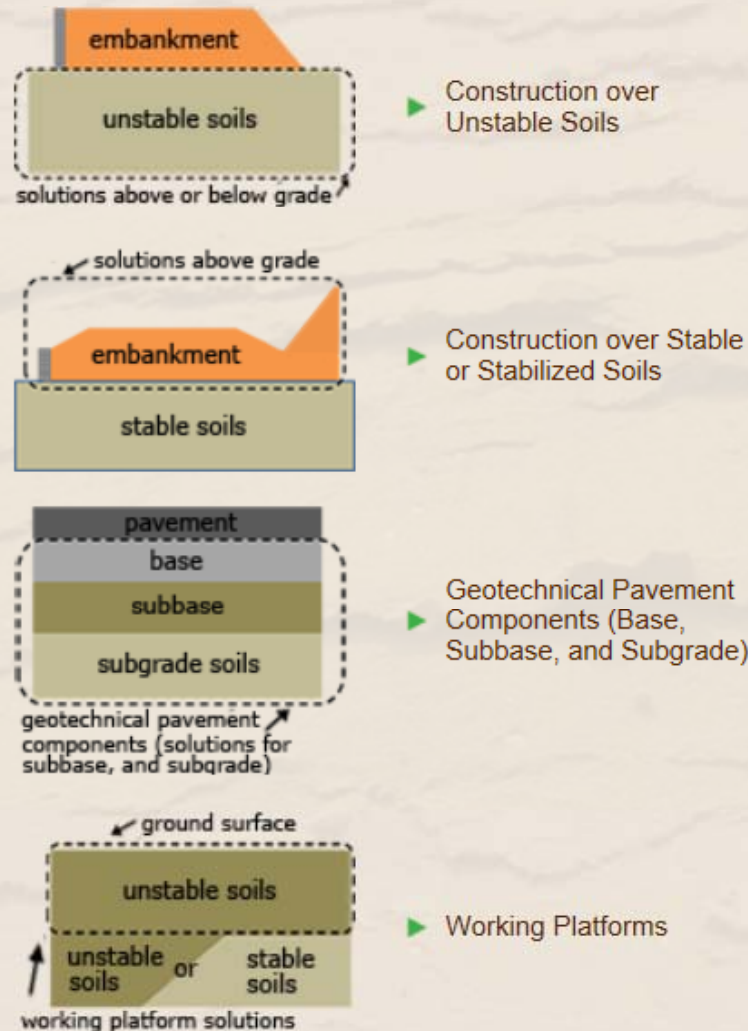 embankment
unstable soils
solutions above or below grade
Construction over
Unstable Soils
solutions above grade
embankment
stable soils
Construction over Stable
or Stabilized Soils
pavement
base
subbase
subgrade soils
geotechnical pavement
components (solutions for
subbase, and subgrade)
Geotechnical Pavement
Components (Base,
Subbase, and Subgrade)
ground surface
unstable soils
unstable
soils
or
stable
soils
working platform solutions
Working Platforms